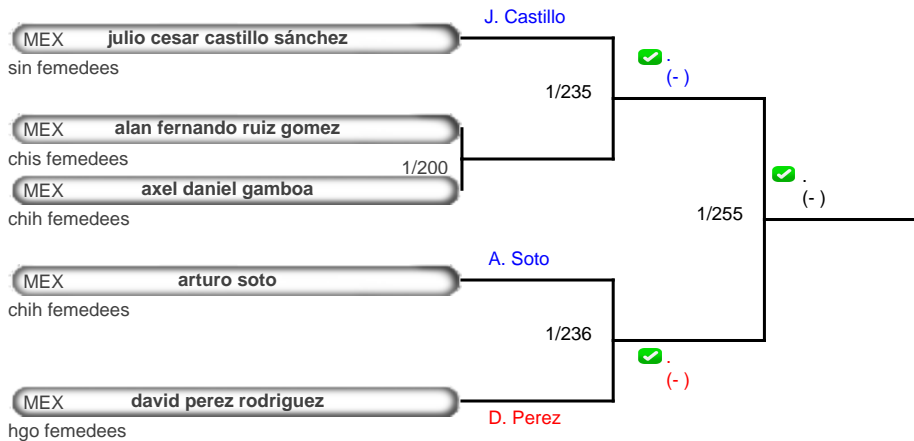 J. Castillo
MEX julio cesar castillo sánchez
sin femedees
.
(- )
1/235
MEX alan fernando ruiz gomez
chis femedees
1/200
MEX axel daniel gamboa
chih femedees
.
(- )
1/255
A. Soto
MEX arturo soto
chih femedees
1/236
.
(- )
MEX david perez rodriguez
D. Perez
hgo femedees